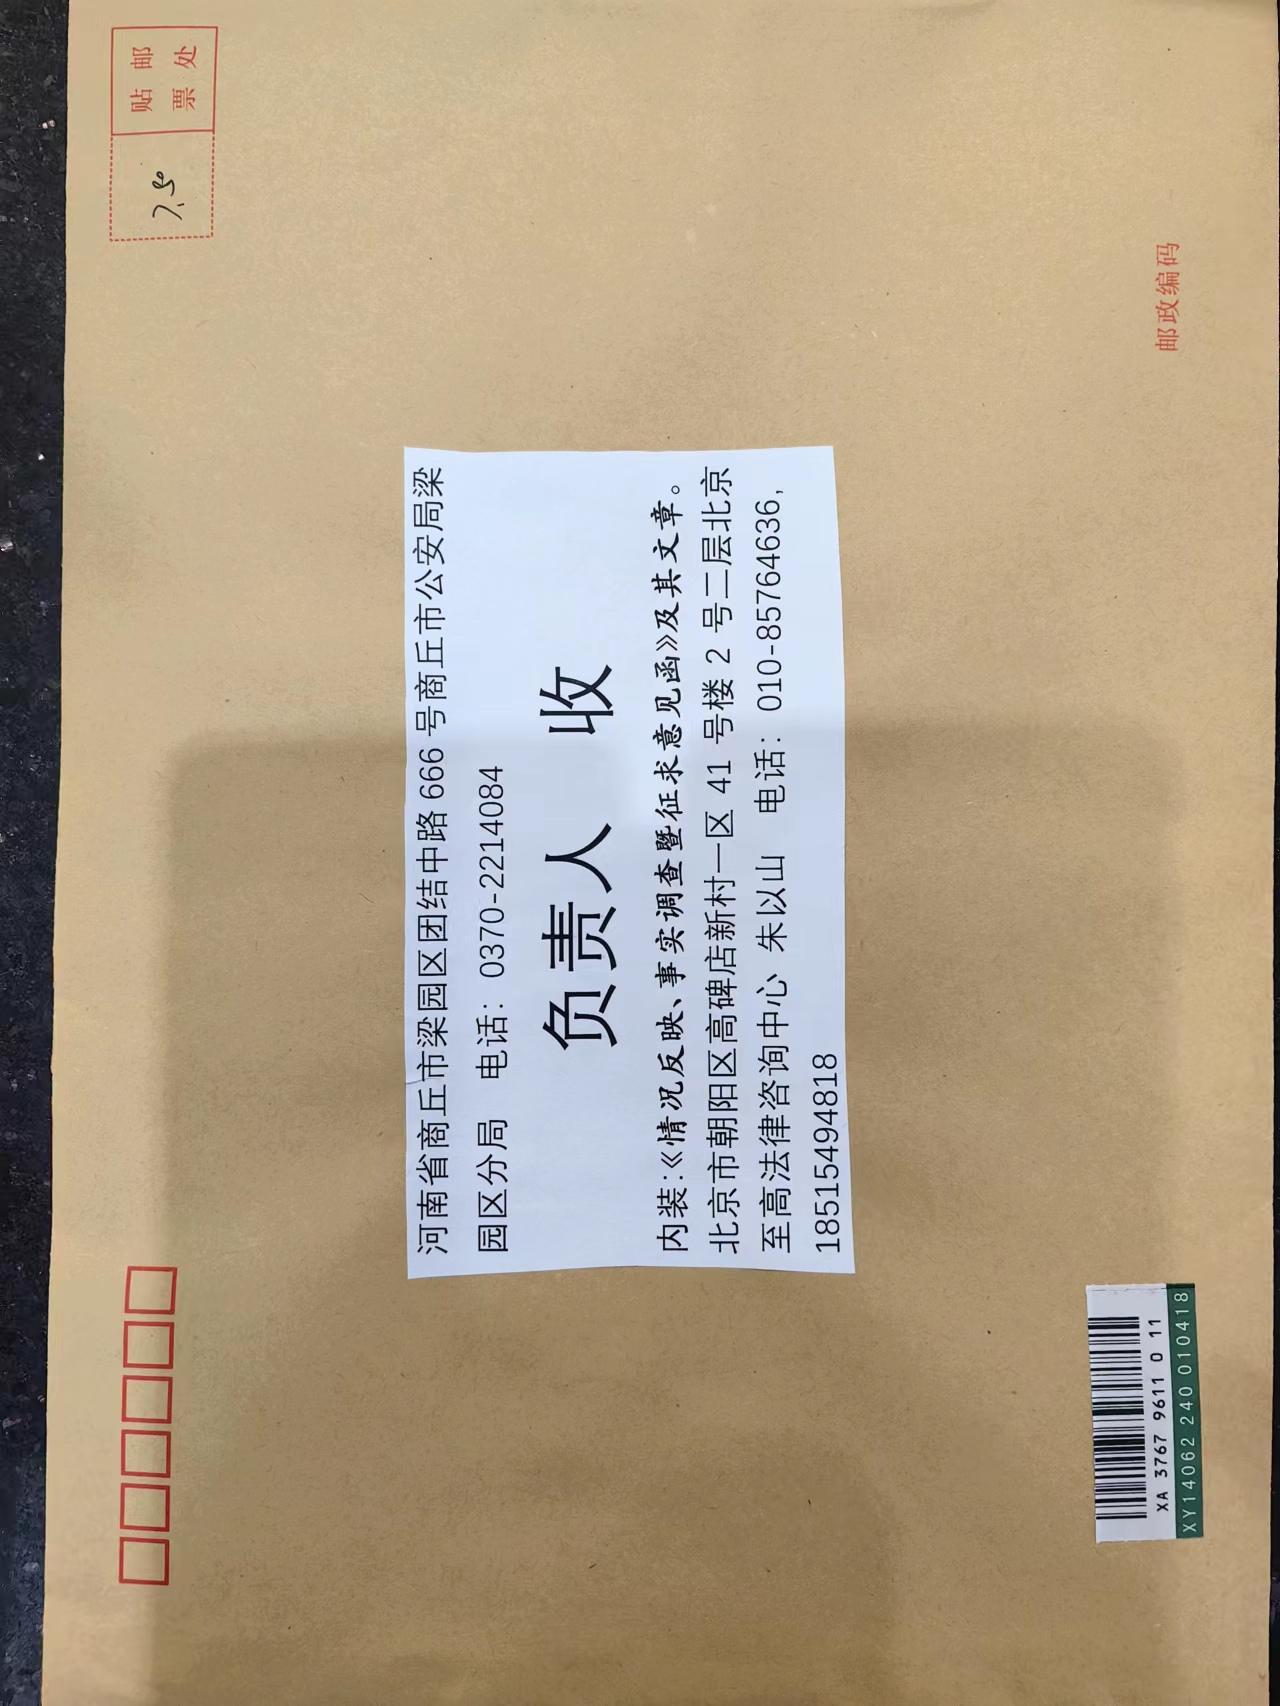 贴 邮
票 处
7.50
河南省商丘市梁园区团结中路 666 号商丘市公安局梁
园区分局 电话：0370-2214084
负责人 收
内装：《情况反映、事实调查暨征求意见函》及其文章。
北京市朝阳区高碑店新村一区 41 号楼 2 号二层北京
至高法律咨询中心 朱以山 电话：010-85764636，
18515494818
邮政编码
XA 3767 9611 0 11
XY14062 240 010418